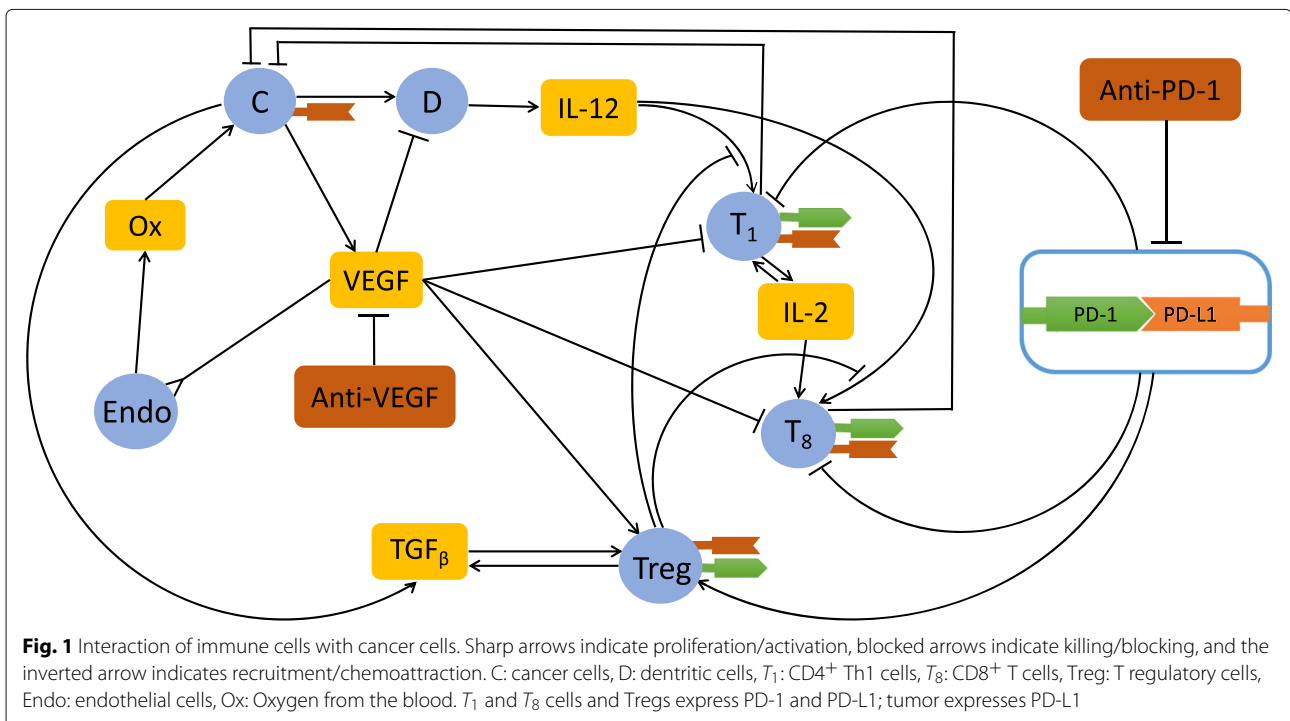 C
D
IL-12
Anti-PD-1
Ox
T₁
VEGF
IL-2
PD-1
PD-L1
Endo
Anti-VEGF
T₈
TGFβ
Treg
Fig. 1 Interaction of immune cells with cancer cells. Sharp arrows indicate proliferation/activation, blocked arrows indicate killing/blocking, and the
inverted arrow indicates recruitment/chemoattraction. C: cancer cells, D: dentritic cells, T₁: CD4⁺ Th1 cells, T₈: CD8⁺ T cells, Treg: T regulatory cells,
Endo: endothelial cells, Ox: Oxygen from the blood. T₁ and T₈ cells and Tregs express PD-1 and PD-L1; tumor expresses PD-L1